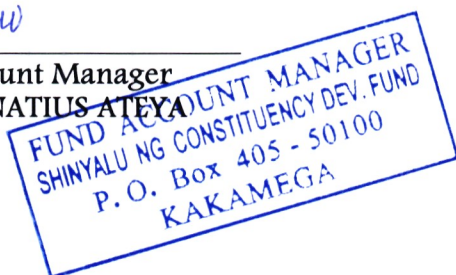 unt Manager
NATIUS ATEYA
FUND ACCOUNT MANAGER
SHINYALU NG CONSTITUENCY DEV. FUND
P. O. Box 405 - 50100
KAKAMEGA